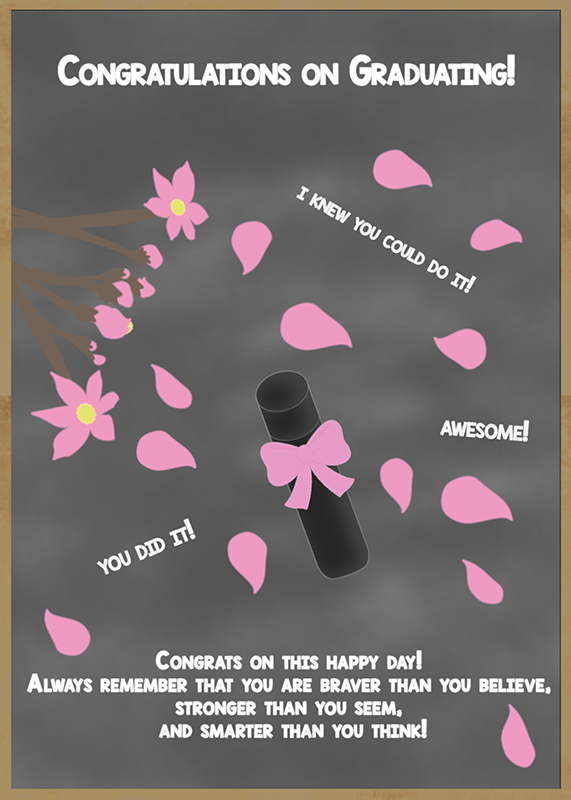 Congratulations on Graduating!
I knew you could do it!
Awesome!
You did it!
Congrats on this happy day!
Always remember that you are braver than you believe,
stronger than you seem,
and smarter than you think!